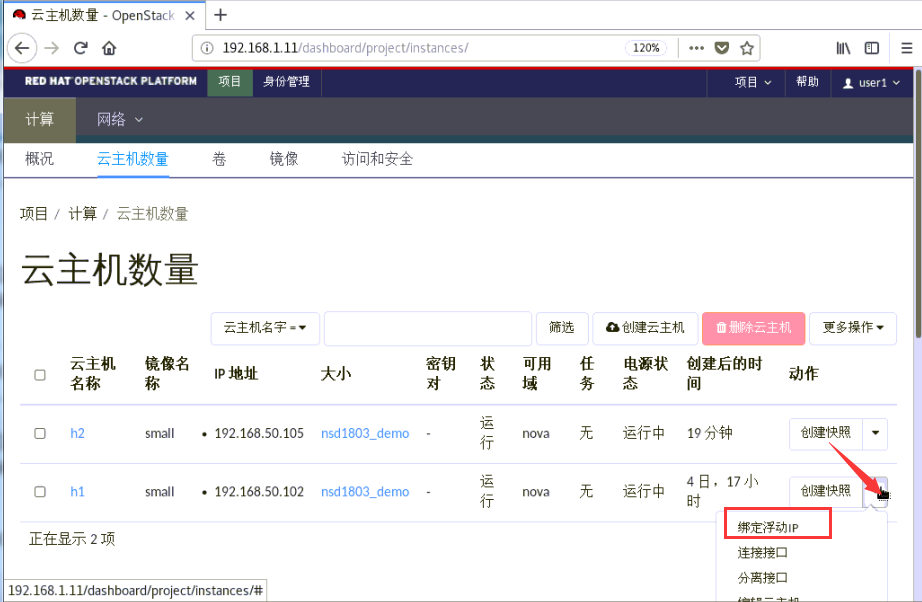 云主机数量 - OpenStack
192.168.1.11/dashboard/project/instances/
120%
RED HAT OPENSTACK PLATFORM 项目 身份管理 项目 帮助 user1
计算 网络
概况 云主机数量 卷 镜像 访问和安全
项目 / 计算 / 云主机数量
云主机数量
云主机名字 = 筛选 创建云主机 删除云主机 更多操作
云主机名称 镜像名称 IP 地址 大小 密钥对 状态 可用域 任务 电源状态 创建后的时间 动作
h2 small • 192.168.50.105 nsd1803_demo - 运行 nova 无 运行中 19 分钟 创建快照
h1 small • 192.168.50.102 nsd1803_demo - 运行 nova 无 运行中 4 日，17 小时 创建快照
正在显示 2 项
绑定浮动IP
连接接口
分离接口
编辑云主机
192.168.1.11/dashboard/project/instances/#